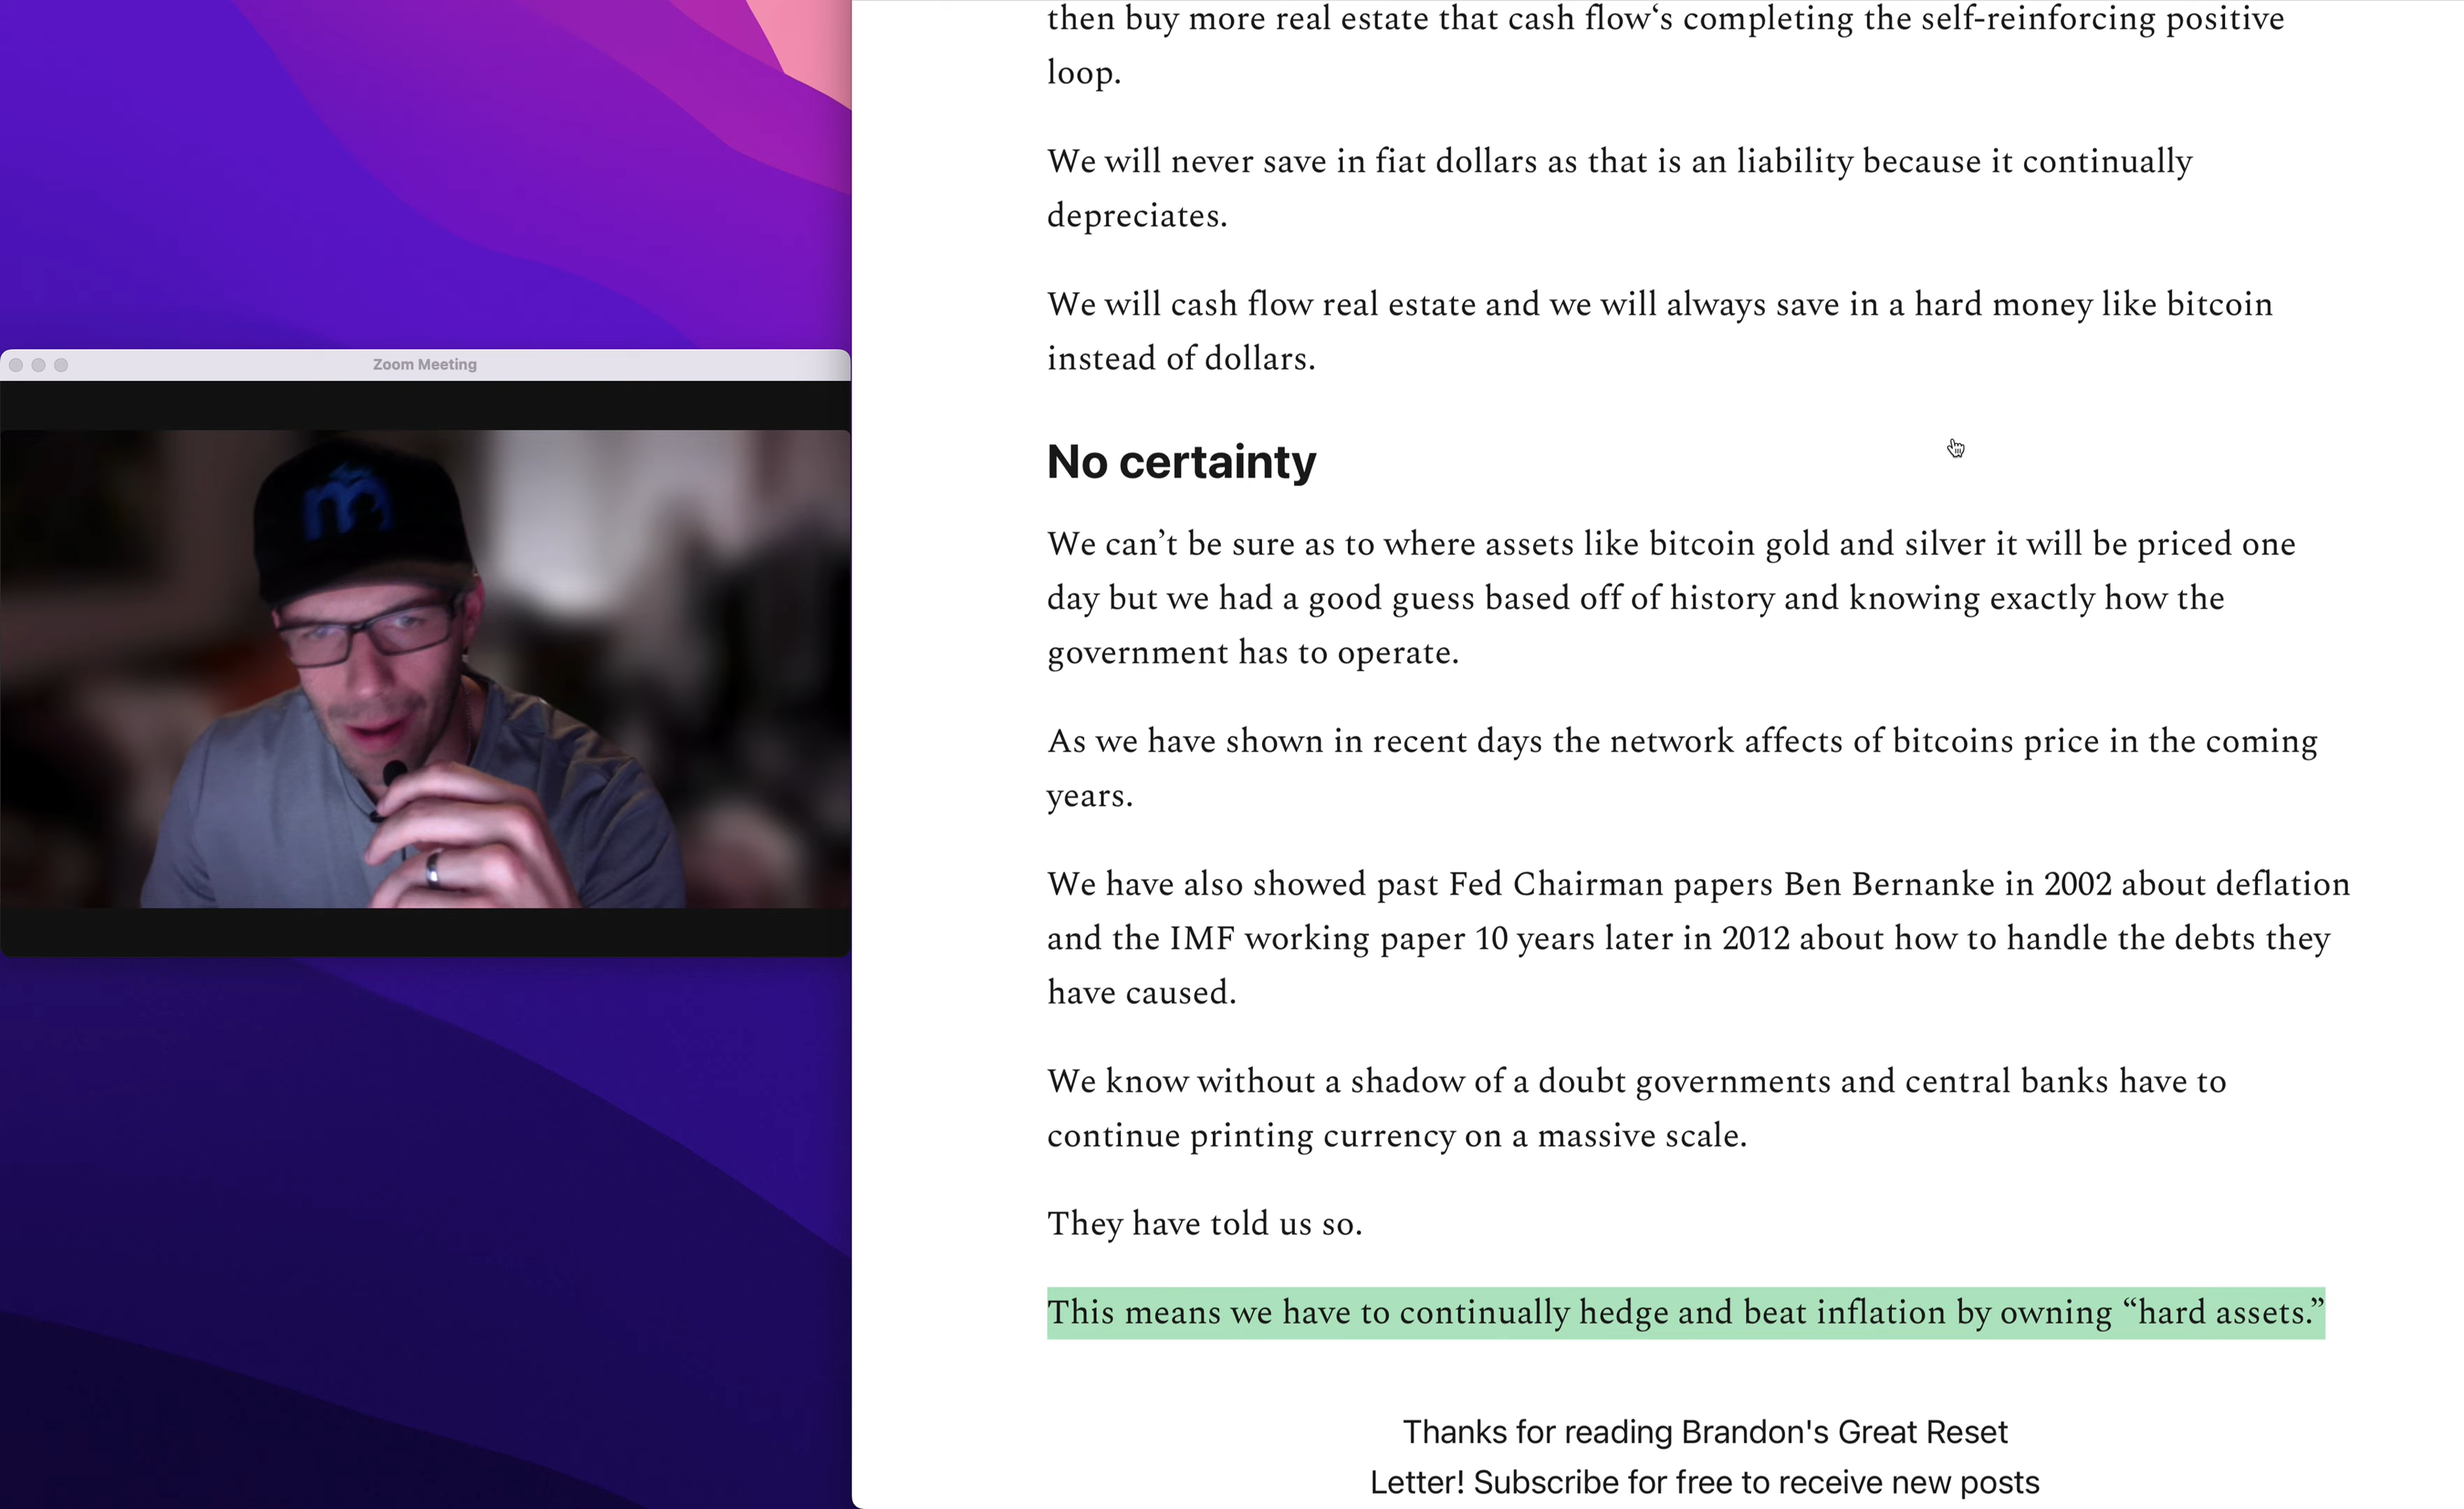 then buy more real estate that cash flow‘s completing the self-reinforcing positive
loop.
We will never save in fiat dollars as that is an liability because it continually
depreciates.
We will cash flow real estate and we will always save in a hard money like bitcoin
instead of dollars.
Zoom Meeting
No certainty
We can’t be sure as to where assets like bitcoin gold and silver it will be priced one
day but we had a good guess based off of history and knowing exactly how the
government has to operate.
As we have shown in recent days the network affects of bitcoins price in the coming
years.
We have also showed past Fed Chairman papers Ben Bernanke in 2002 about deflation
and the IMF working paper 10 years later in 2012 about how to handle the debts they
have caused.
We know without a shadow of a doubt governments and central banks have to
continue printing currency on a massive scale.
They have told us so.
This means we have to continually hedge and beat inflation by owning “hard assets.”
Thanks for reading Brandon's Great Reset
Letter! Subscribe for free to receive new posts